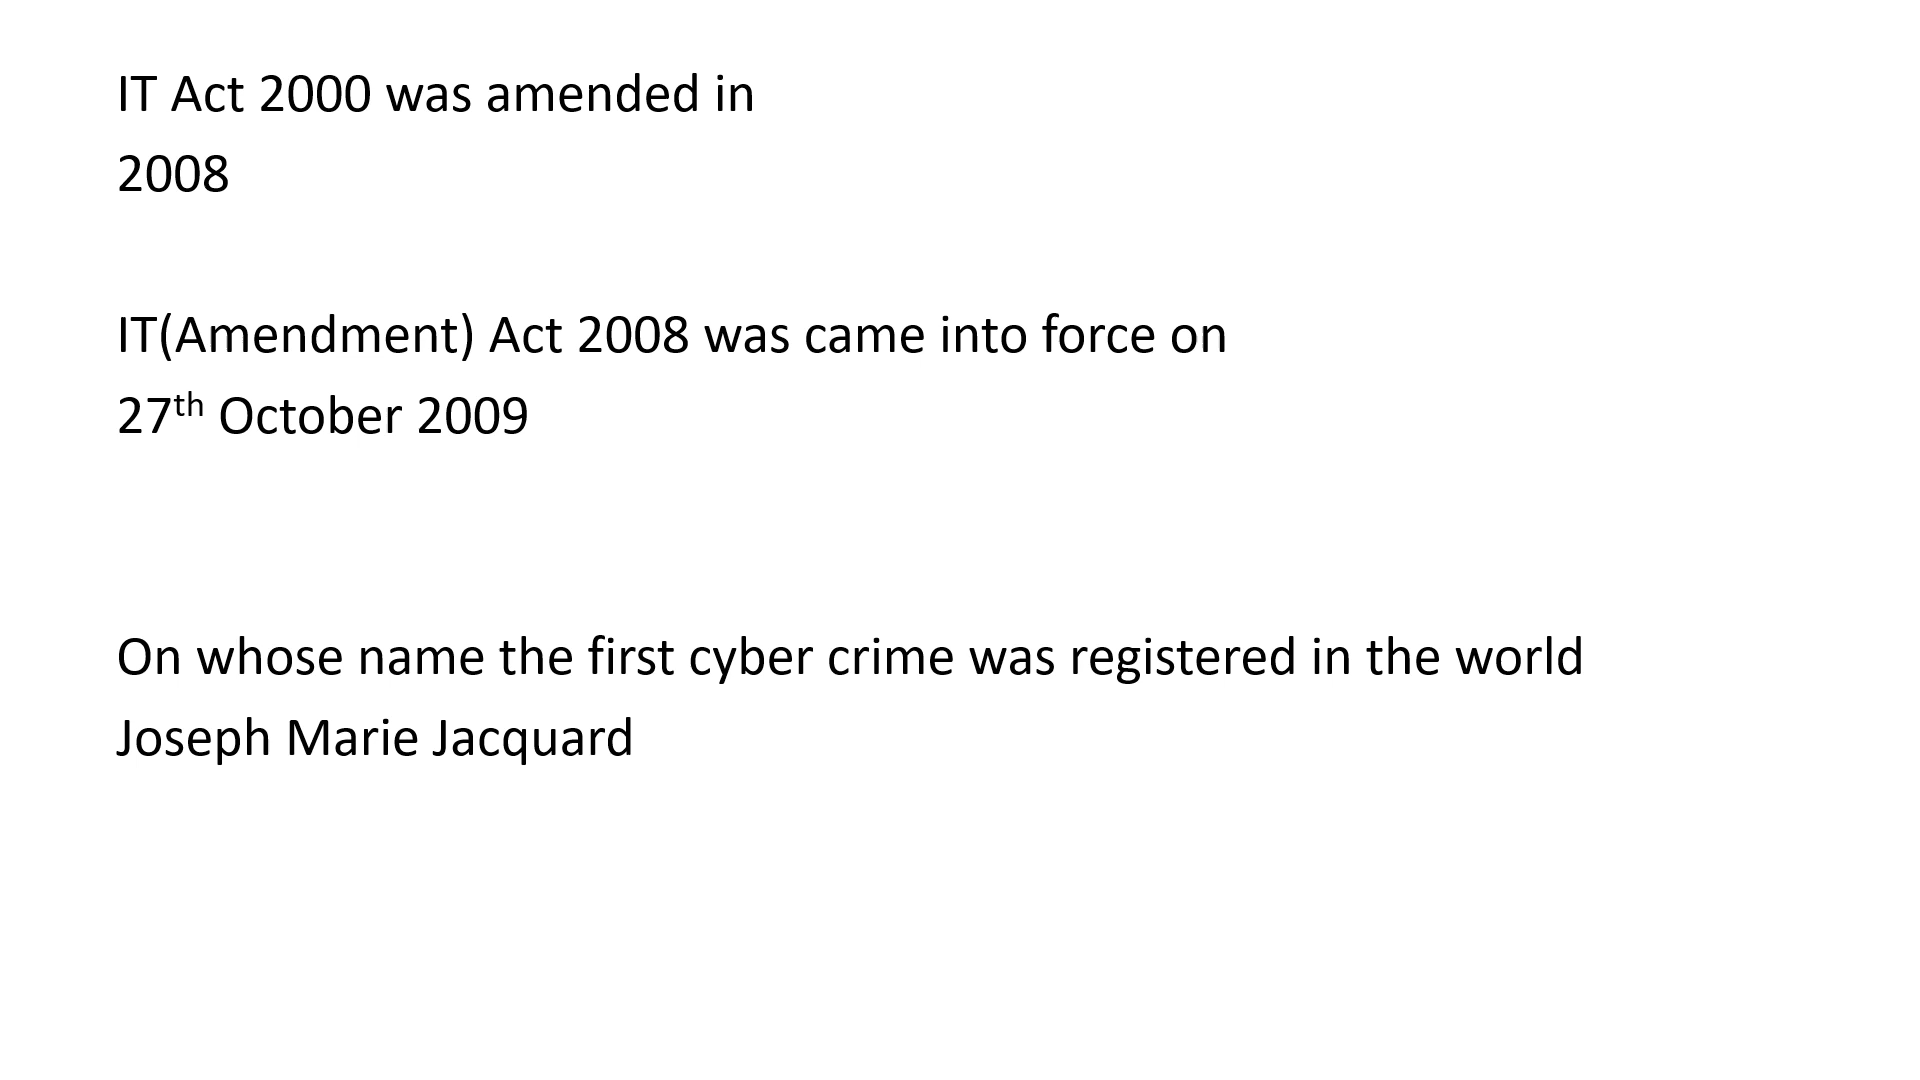 IT Act 2000 was amended in
2008
IT(Amendment) Act 2008 was came into force on
27th October 2009
On whose name the first cyber crime was registered in the world
Joseph Marie Jacquard